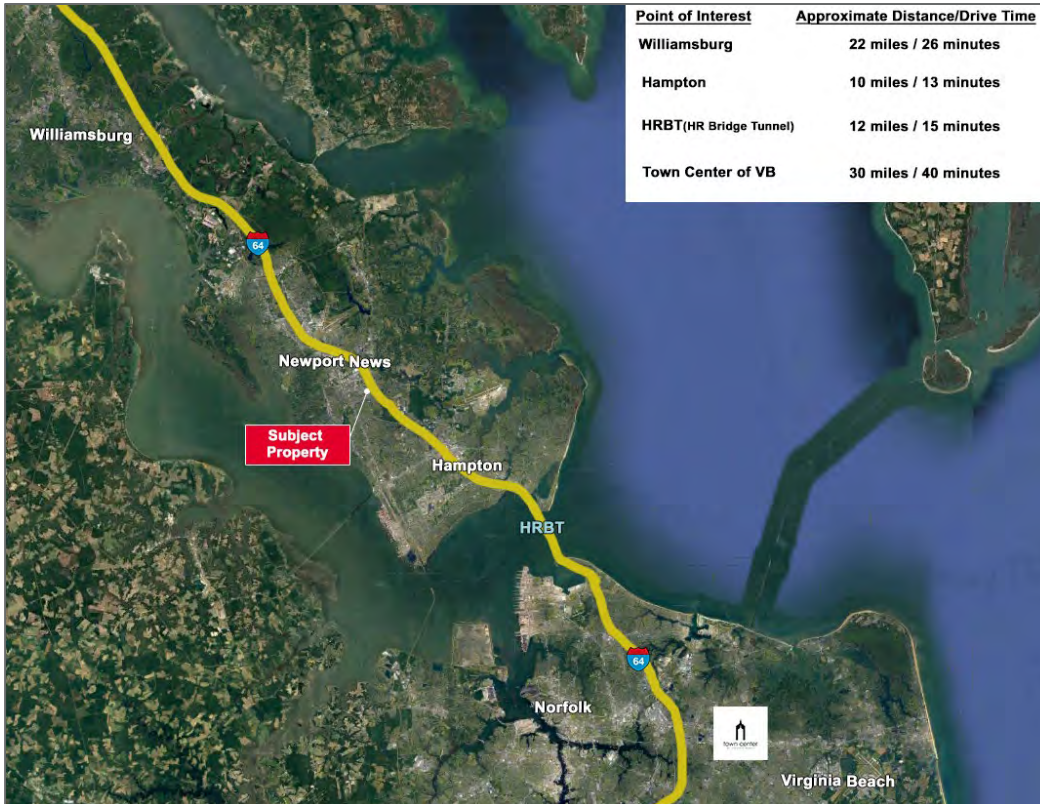 Point of Interest Approximate Distance/Drive Time
Williamsburg 22 miles / 26 minutes
Hampton 10 miles / 13 minutes
HRBT(HR Bridge Tunnel) 12 miles / 15 minutes
Town Center of VB 30 miles / 40 minutes
Williamsburg
64
Newport News
Subject
Property
Hampton
HRBT
64
Norfolk
town center
Virginia Beach